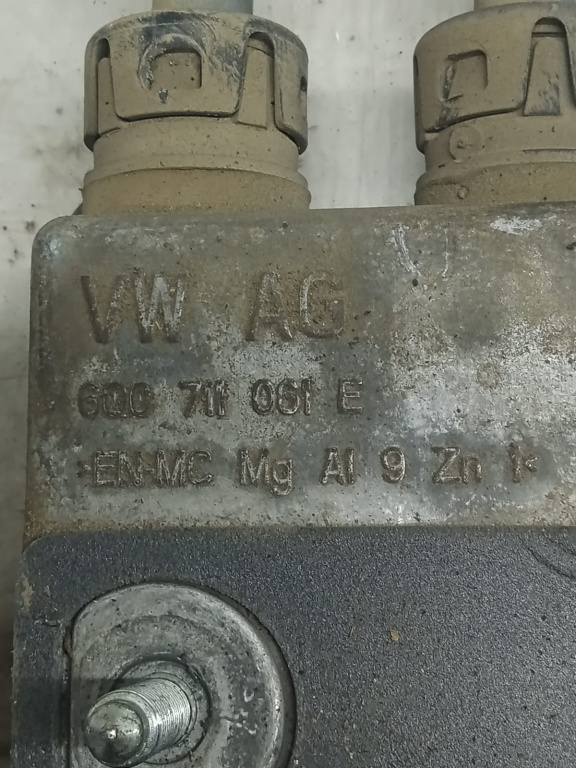 VW AG
6Q0 711 061 E
>EN-MC Mg Al 9 Zn 1<